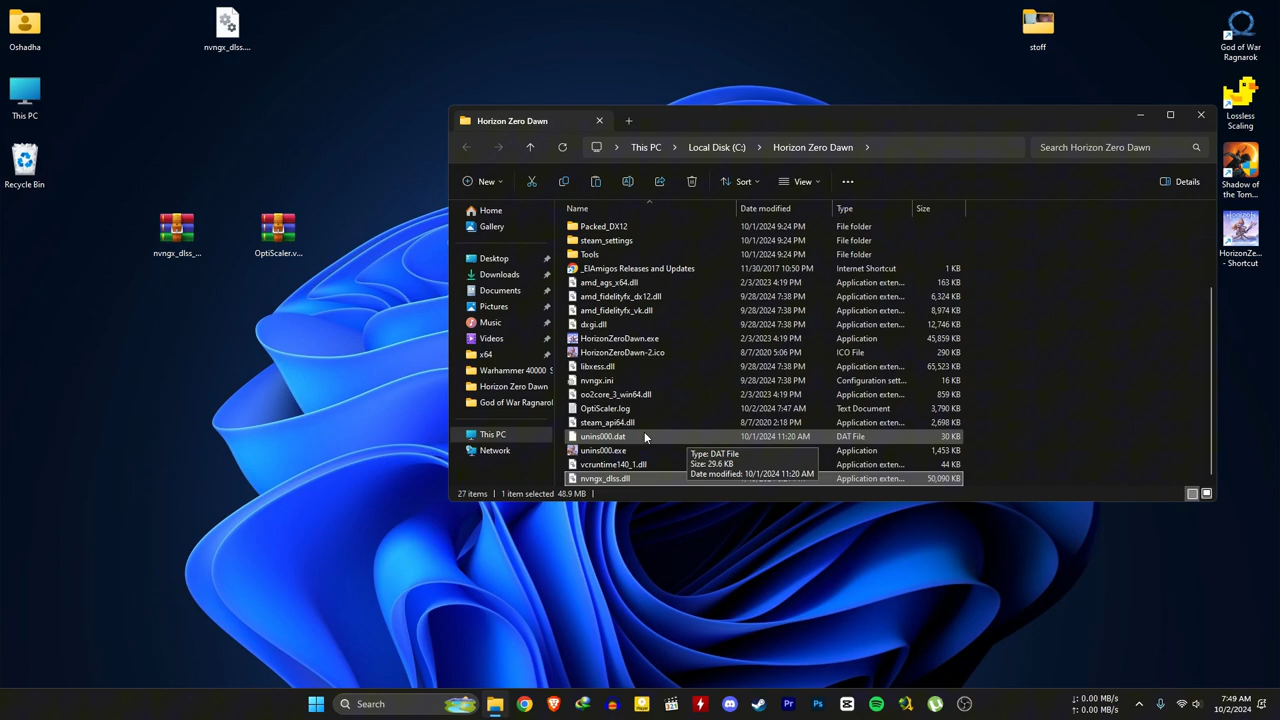 Oshadha
nvngx_dlss....
stoff
God of War
Ragnarok
This PC
Lossless
Scaling
Recycle Bin
Shadow of
the Tom...
nvngx_dlss_...
OptiScaler.v...
HorizonZe...
- Shortcut
Horizon Zero Dawn
This PC
Local Disk (C:)
Horizon Zero Dawn
Search Horizon Zero Dawn
New
Sort
View
Details
Home
Gallery
Desktop
Downloads
Documents
Pictures
Music
Videos
x64
Warhammer 40000 S
Horizon Zero Dawn
God of War Ragnarol
This PC
Network
Name Date modified Type Size
Packed_DX12 10/1/2024 9:24 PM File folder
steam_settings 10/1/2024 9:24 PM File folder
Tools 10/1/2024 9:24 PM File folder
_ElAmigos Releases and Updates 11/30/2017 10:50 PM Internet Shortcut 1 KB
amd_ags_x64.dll 2/3/2023 4:19 PM Application exten... 163 KB
amd_fidelityfx_dx12.dll 9/28/2024 7:38 PM Application exten... 6,324 KB
amd_fidelityfx_vk.dll 9/28/2024 7:38 PM Application exten... 8,974 KB
dxgi.dll 9/28/2024 7:38 PM Application exten... 12,746 KB
HorizonZeroDawn.exe 2/3/2023 4:19 PM Application 45,859 KB
HorizonZeroDawn-2.ico 8/7/2020 5:06 PM ICO File 290 KB
libxess.dll 9/28/2024 7:38 PM Application exten... 65,523 KB
nvngx.ini 9/28/2024 7:38 PM Configuration sett... 16 KB
oo2core_3_win64.dll 2/3/2023 4:19 PM Application exten... 859 KB
OptiScaler.log 10/2/2024 7:47 AM Text Document 3,790 KB
steam_api64.dll 8/7/2020 2:18 PM Application exten... 2,698 KB
unins000.dat 10/1/2024 11:20 AM DAT File 30 KB
unins000.exe Application 1,453 KB
vcruntime140_1.dll Application exten... 44 KB
nvngx_dlss.dll Application exten... 50,090 KB
Type: DAT File
Size: 29.6 KB
Date modified: 10/1/2024 11:20 AM
27 items
1 item selected 48.9 MB
Search
↓: 0.00 MB/s
↑: 0.00 MB/s
7:49 AM
10/2/2024